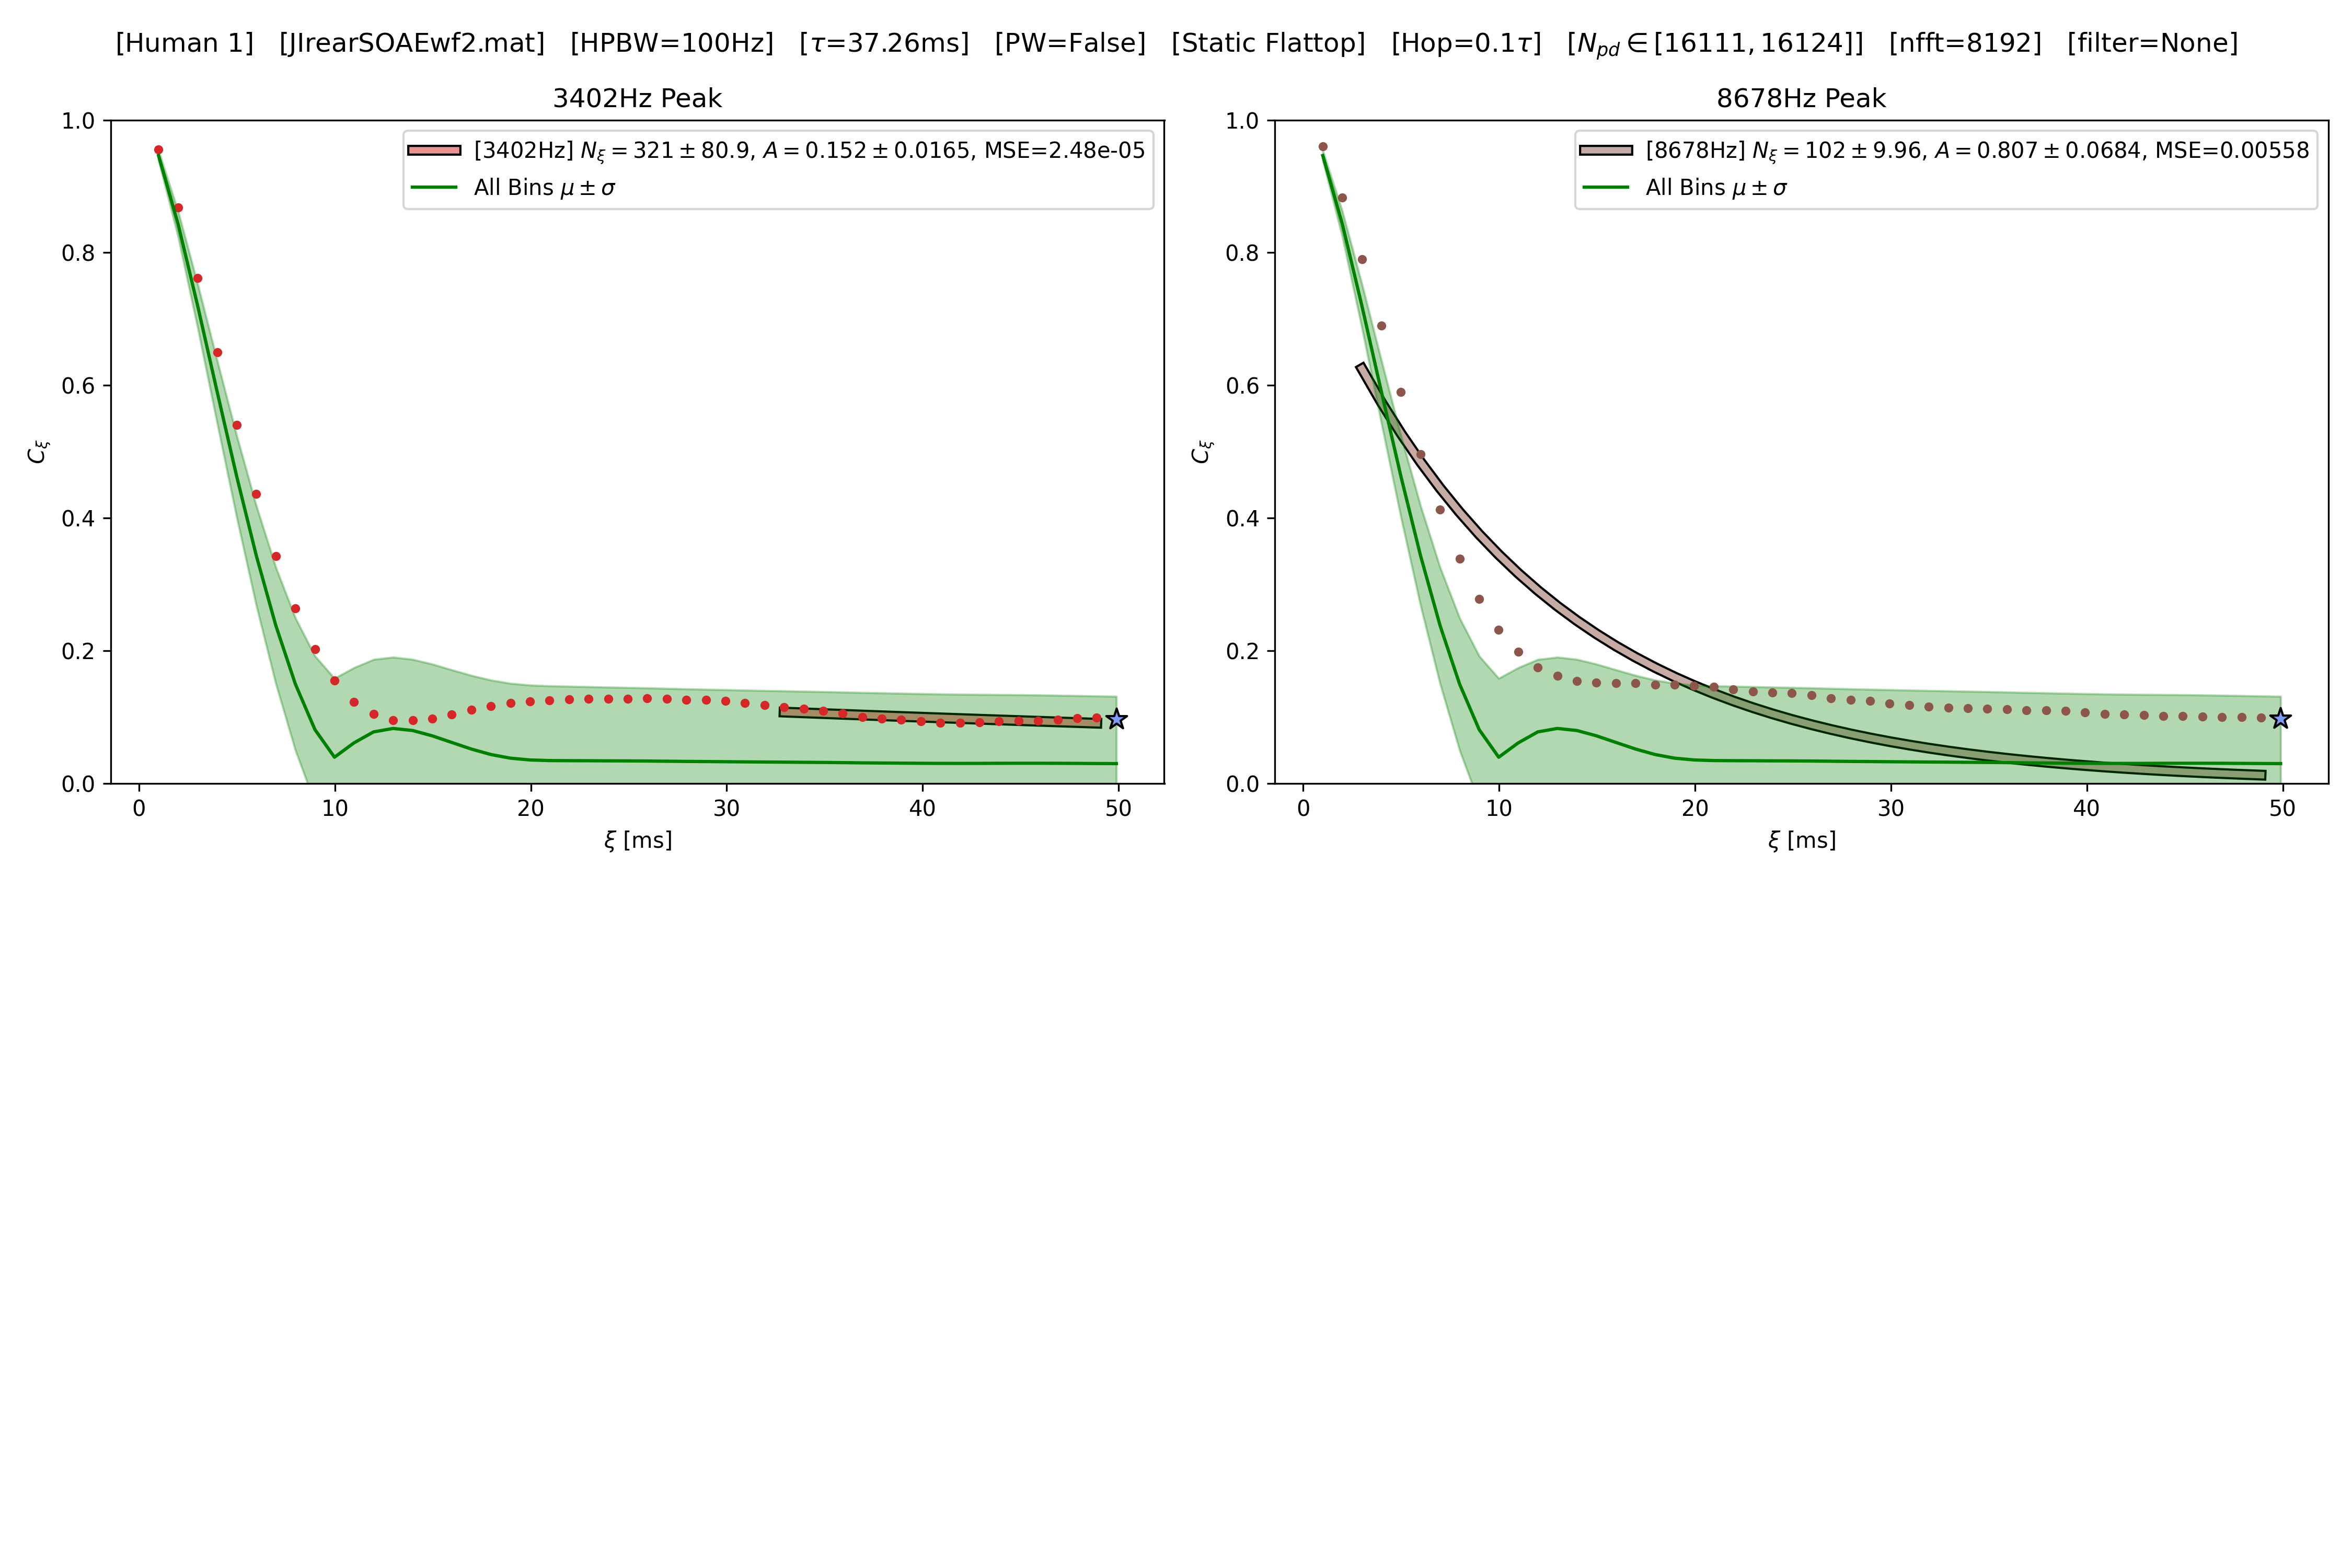 [Human 1] [JIrearSOAEwf2.mat] [HPBW=100Hz] [τ=37.26ms] [PW=False] [Static Flattop] [Hop=0.1τ] [N_pd ∈ [16111, 16124]] [nfft=8192] [filter=None]
3402Hz Peak
[3402Hz] N_ξ = 321 ± 80.9, A = 0.152 ± 0.0165, MSE=2.48e-05
All Bins μ ± σ
1.0
0.8
0.6
0.4
0.2
0.0
C_ξ
0 10 20 30 40 50
ξ [ms]
8678Hz Peak
[8678Hz] N_ξ = 102 ± 9.96, A = 0.807 ± 0.0684, MSE=0.00558
All Bins μ ± σ
1.0
0.8
0.6
0.4
0.2
0.0
C_ξ
0 10 20 30 40 50
ξ [ms]